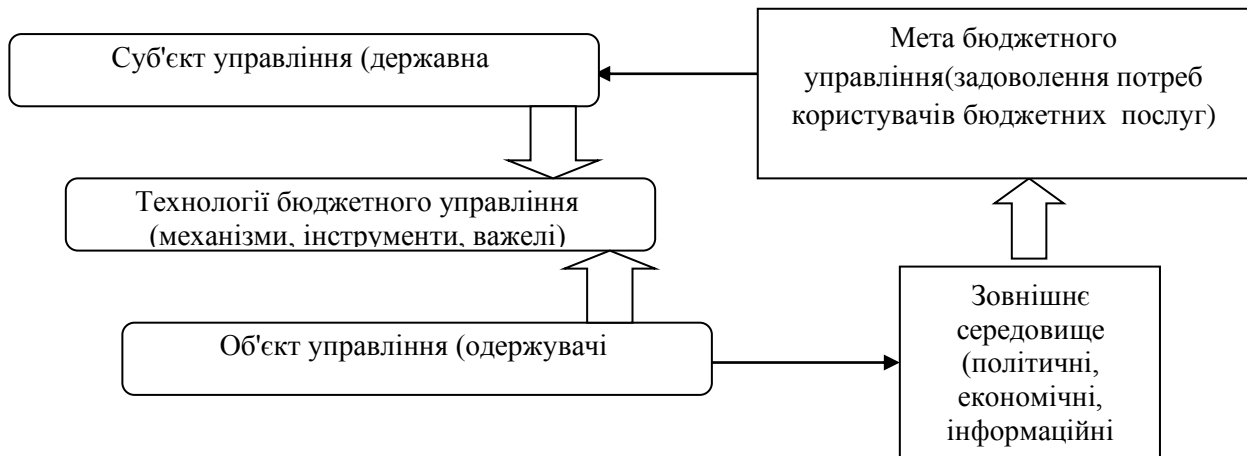 Суб'єкт управління (державна
Мета бюджетного
управління(задоволення потреб
користувачів бюджетних послуг)
Технології бюджетного управління
(механізми, інструменти, важелі)
Об'єкт управління (одержувачі
Зовнішнє
середовище
(політичні,
економічні,
інформаційні